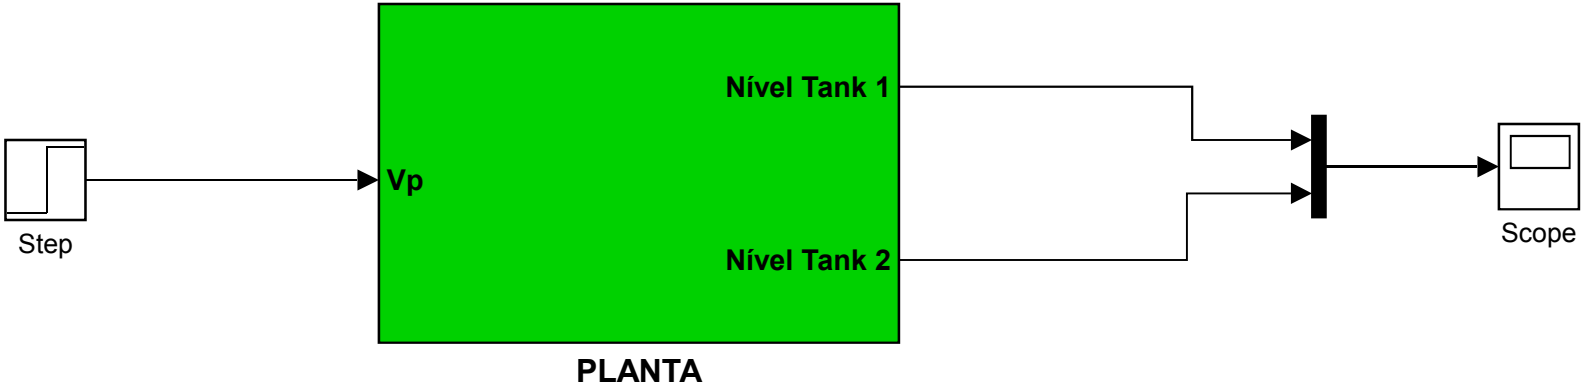 Nível Tank 1
Vp
Step
Scope
Nível Tank 2
PLANTA